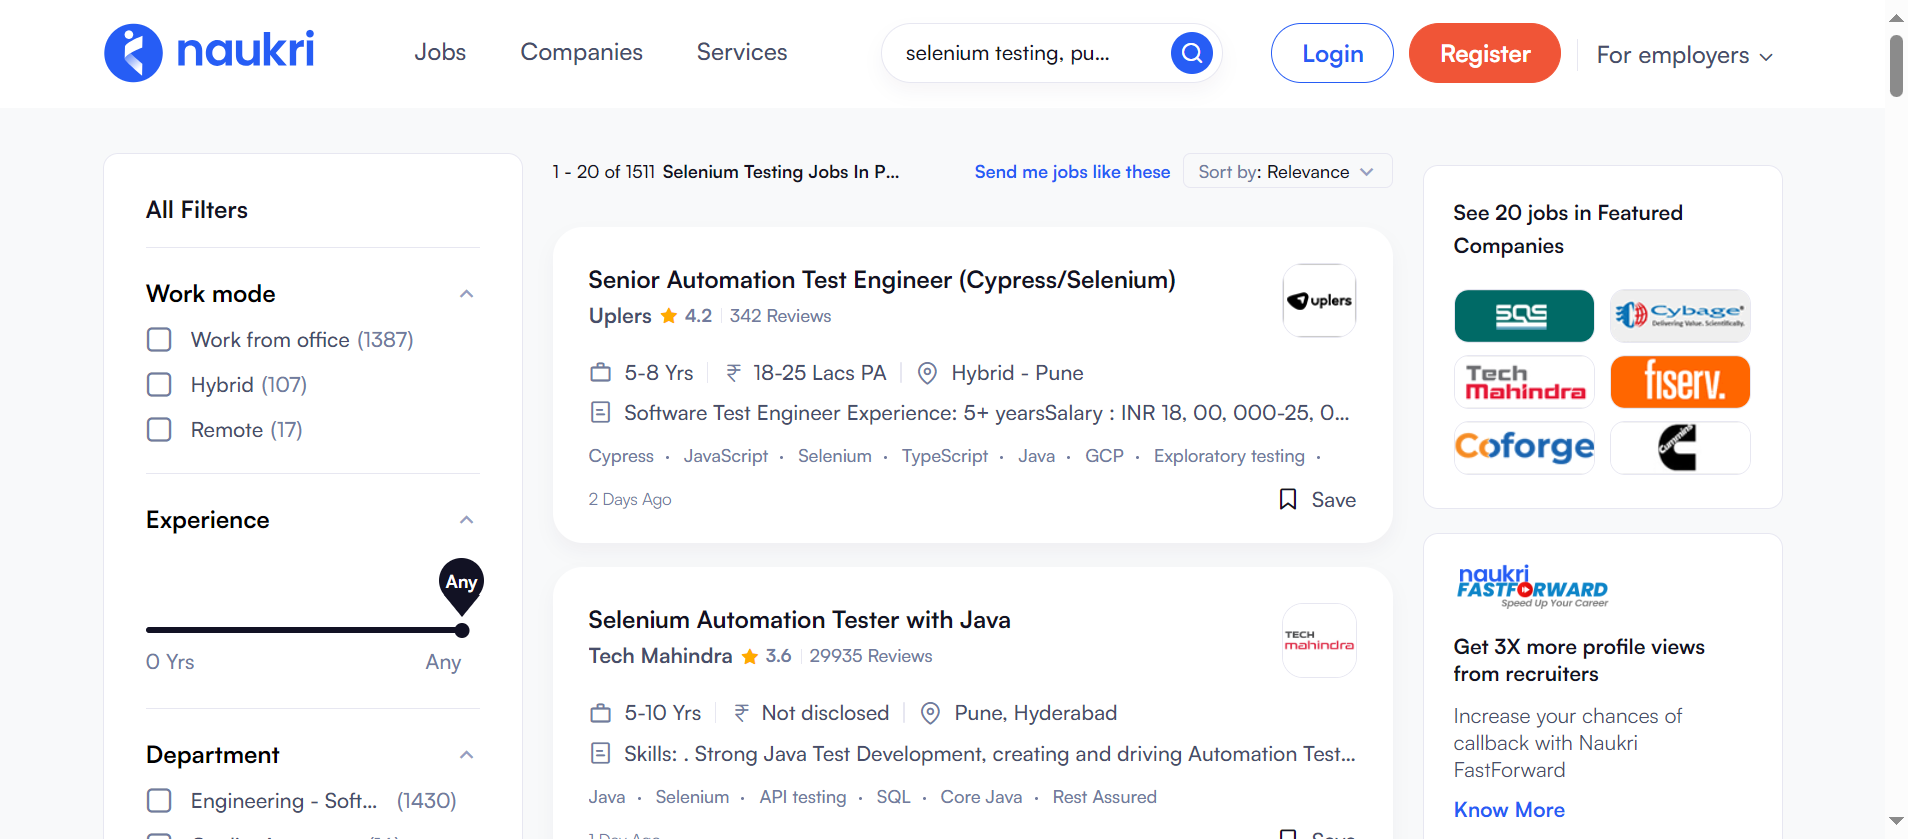 naukri
Jobs
Companies
Services
selenium testing, pu...
Login
Register
For employers
All Filters
Work mode
Work from office (1387)
Hybrid (107)
Remote (17)
Experience
Any
0 Yrs
Any
Department
Engineering - Soft... (1430)
1 - 20 of 1511 Selenium Testing Jobs In P...
Send me jobs like these
Sort by: Relevance
Senior Automation Test Engineer (Cypress/Selenium)
Uplers 4.2 342 Reviews
uplers
5-8 Yrs ₹ 18-25 Lacs PA Hybrid - Pune
Software Test Engineer Experience: 5+ yearsSalary : INR 18, 00, 000-25, 0...
Cypress · JavaScript · Selenium · TypeScript · Java · GCP · Exploratory testing ·
2 Days Ago
Save
Selenium Automation Tester with Java
Tech Mahindra 3.6 29935 Reviews
TECH
mahindra
5-10 Yrs ₹ Not disclosed Pune, Hyderabad
Skills: . Strong Java Test Development, creating and driving Automation Test...
Java · Selenium · API testing · SQL · Core Java · Rest Assured
1 Day Ago
Save
See 20 jobs in Featured
Companies
SQS
Cybage
Delivering Value. Scientifically.
Tech
Mahindra
fiserv.
Coforge
Cummins
naukri
FASTFORWARD
Speed Up Your Career
Get 3X more profile views
from recruiters
Increase your chances of
callback with Naukri
FastForward
Know More